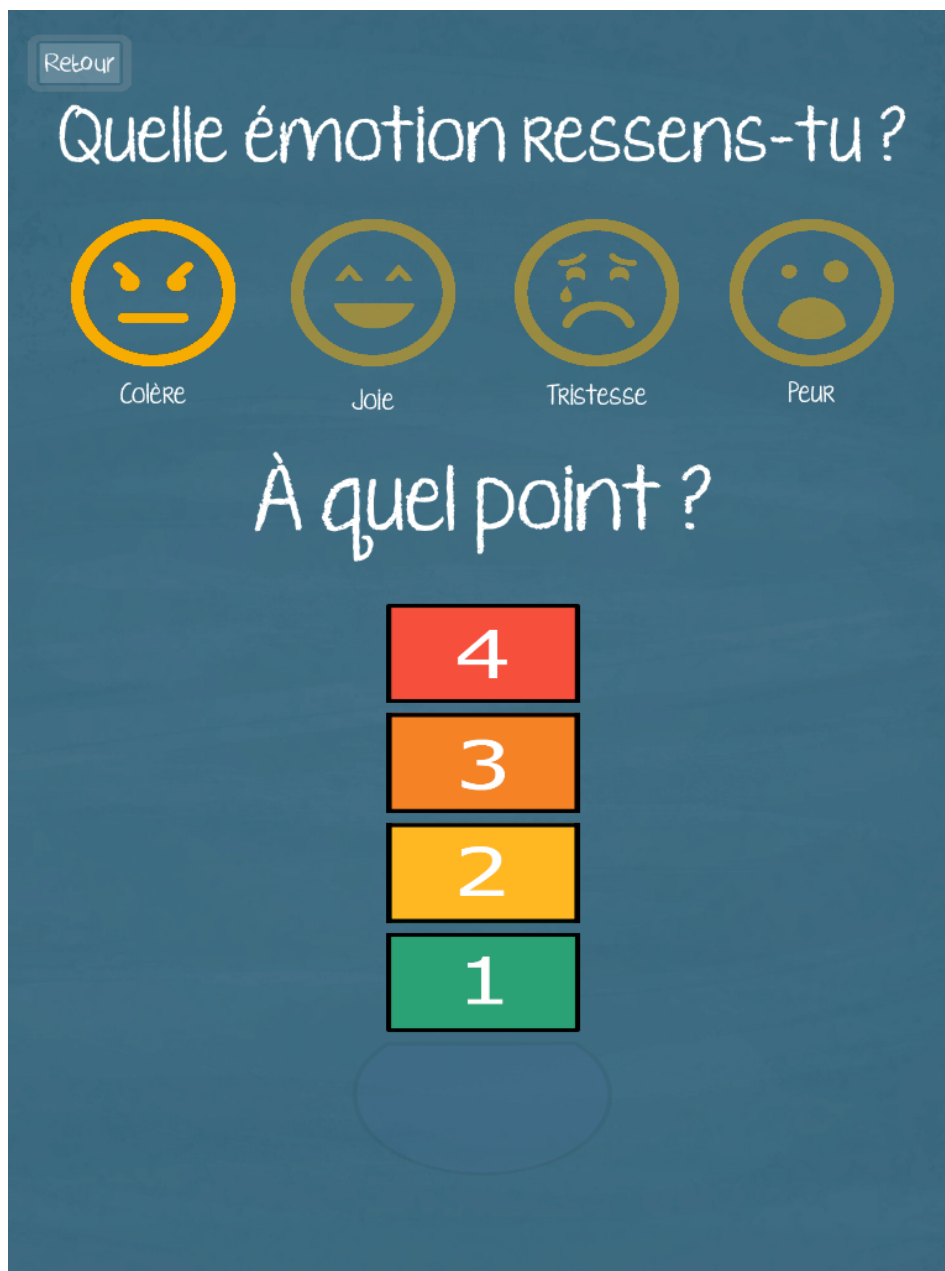 Retour
Quelle émotion ressens-tu ?
Colère Joie Tristesse Peur
À quel point ?
4
3
2
1